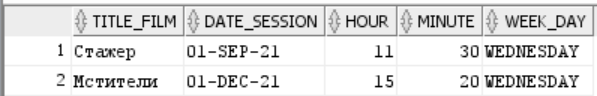 TITLE_FILM DATE_SESSION HOUR MINUTE WEEK_DAY
1 Стажер 01-SEP-21 11 30 WEDNESDAY
2 Мстители 01-DEC-21 15 20 WEDNESDAY